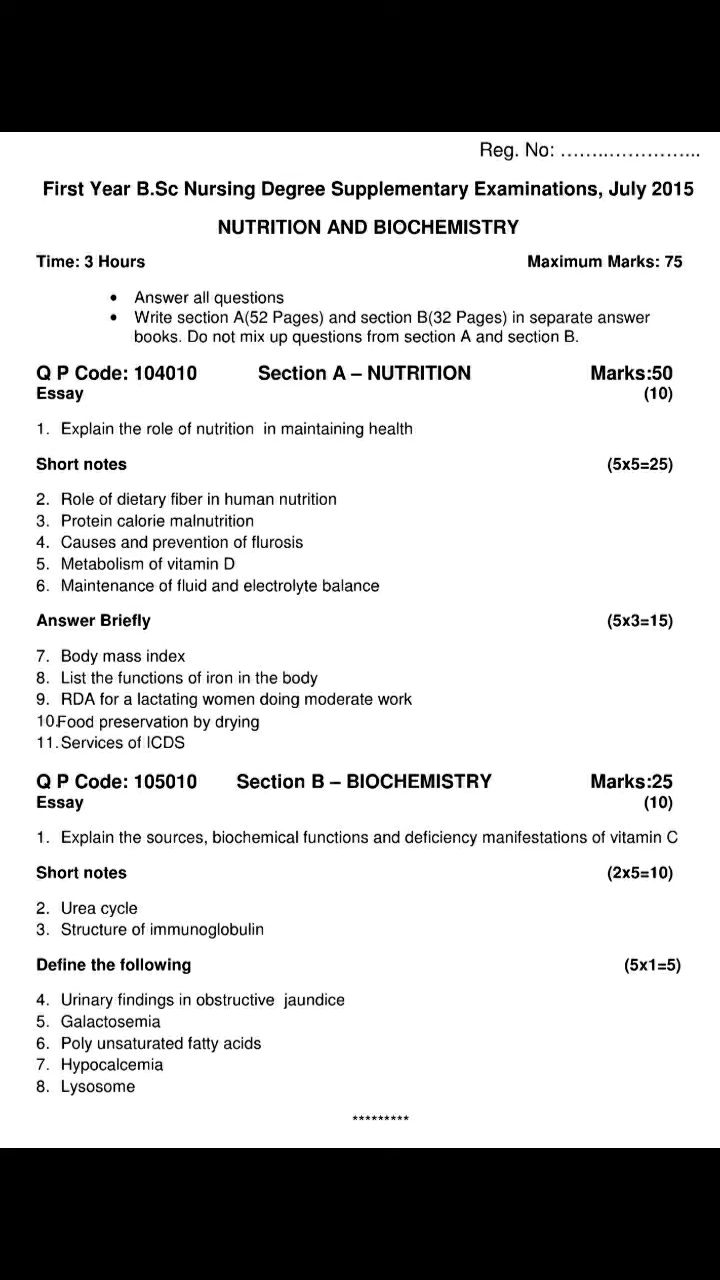 Reg. No: ........................
First Year B.Sc Nursing Degree Supplementary Examinations, July 2015
NUTRITION AND BIOCHEMISTRY
Time: 3 Hours Maximum Marks: 75
• Answer all questions
• Write section A(52 Pages) and section B(32 Pages) in separate answer
books. Do not mix up questions from section A and section B.
Q P Code: 104010 Section A – NUTRITION Marks:50
Essay (10)
1. Explain the role of nutrition in maintaining health
Short notes (5x5=25)
2. Role of dietary fiber in human nutrition
3. Protein calorie malnutrition
4. Causes and prevention of flurosis
5. Metabolism of vitamin D
6. Maintenance of fluid and electrolyte balance
Answer Briefly (5x3=15)
7. Body mass index
8. List the functions of iron in the body
9. RDA for a lactating women doing moderate work
10.Food preservation by drying
11.Services of ICDS
Q P Code: 105010 Section B – BIOCHEMISTRY Marks:25
Essay (10)
1. Explain the sources, biochemical functions and deficiency manifestations of vitamin C
Short notes (2x5=10)
2. Urea cycle
3. Structure of immunoglobulin
Define the following (5x1=5)
4. Urinary findings in obstructive jaundice
5. Galactosemia
6. Poly unsaturated fatty acids
7. Hypocalcemia
8. Lysosome
*********